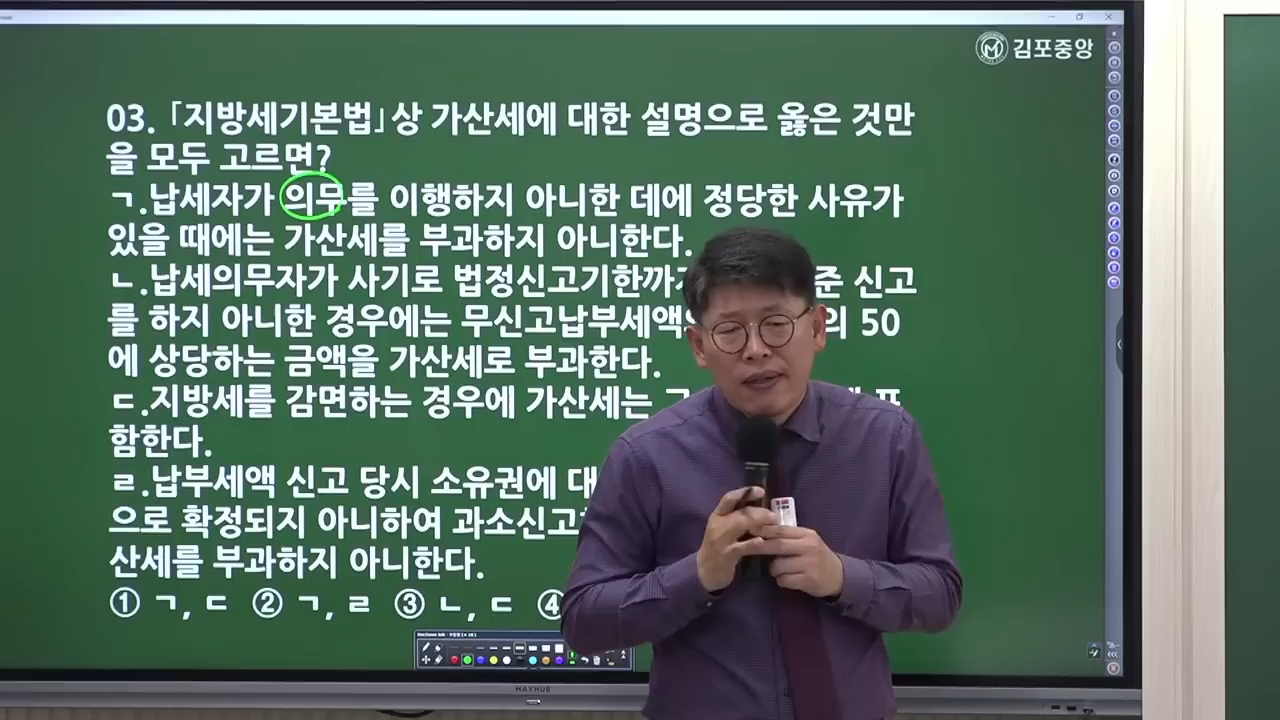 김포중앙
03. 「지방세기본법」상 가산세에 대한 설명으로 옳은 것만
을 모두 고르면?
ㄱ.납세자가 의무를 이행하지 아니한 데에 정당한 사유가
있을 때에는 가산세를 부과하지 아니한다.
ㄴ.납세의무자가 사기로 법정신고기한까지 준 신고
를 하지 아니한 경우에는 무신고납부세액의 의 50
에 상당하는 금액을 가산세로 부과한다.
ㄷ.지방세를 감면하는 경우에 가산세는
함한다.
ㄹ.납부세액 신고 당시 소유권에 대
으로 확정되지 아니하여 과소신고
산세를 부과하지 아니한다.
① ㄱ, ㄷ ② ㄱ, ㄹ ③ ㄴ, ㄷ ④
MAXHUB